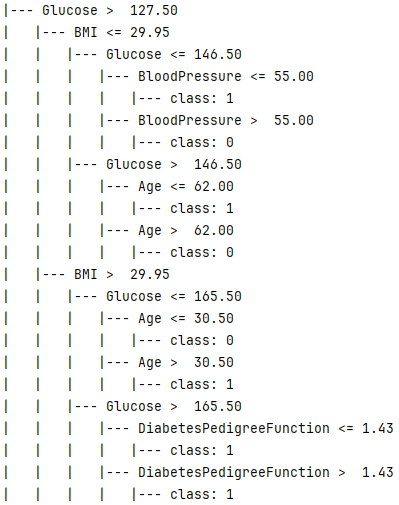 |--- Glucose >  127.50
|   |--- BMI <= 29.95
|   |   |--- Glucose <= 146.50
|   |   |   |--- BloodPressure <= 55.00
|   |   |   |   |--- class: 1
|   |   |   |--- BloodPressure >  55.00
|   |   |   |   |--- class: 0
|   |   |--- Glucose >  146.50
|   |   |   |--- Age <= 62.00
|   |   |   |   |--- class: 1
|   |   |   |--- Age >  62.00
|   |   |   |   |--- class: 0
|   |--- BMI >  29.95
|   |   |--- Glucose <= 165.50
|   |   |   |--- Age <= 30.50
|   |   |   |   |--- class: 0
|   |   |   |--- Age >  30.50
|   |   |   |   |--- class: 1
|   |   |--- Glucose >  165.50
|   |   |   |--- DiabetesPedigreeFunction <= 1.43
|   |   |   |   |--- class: 1
|   |   |   |--- DiabetesPedigreeFunction >  1.43
|   |   |   |   |--- class: 1